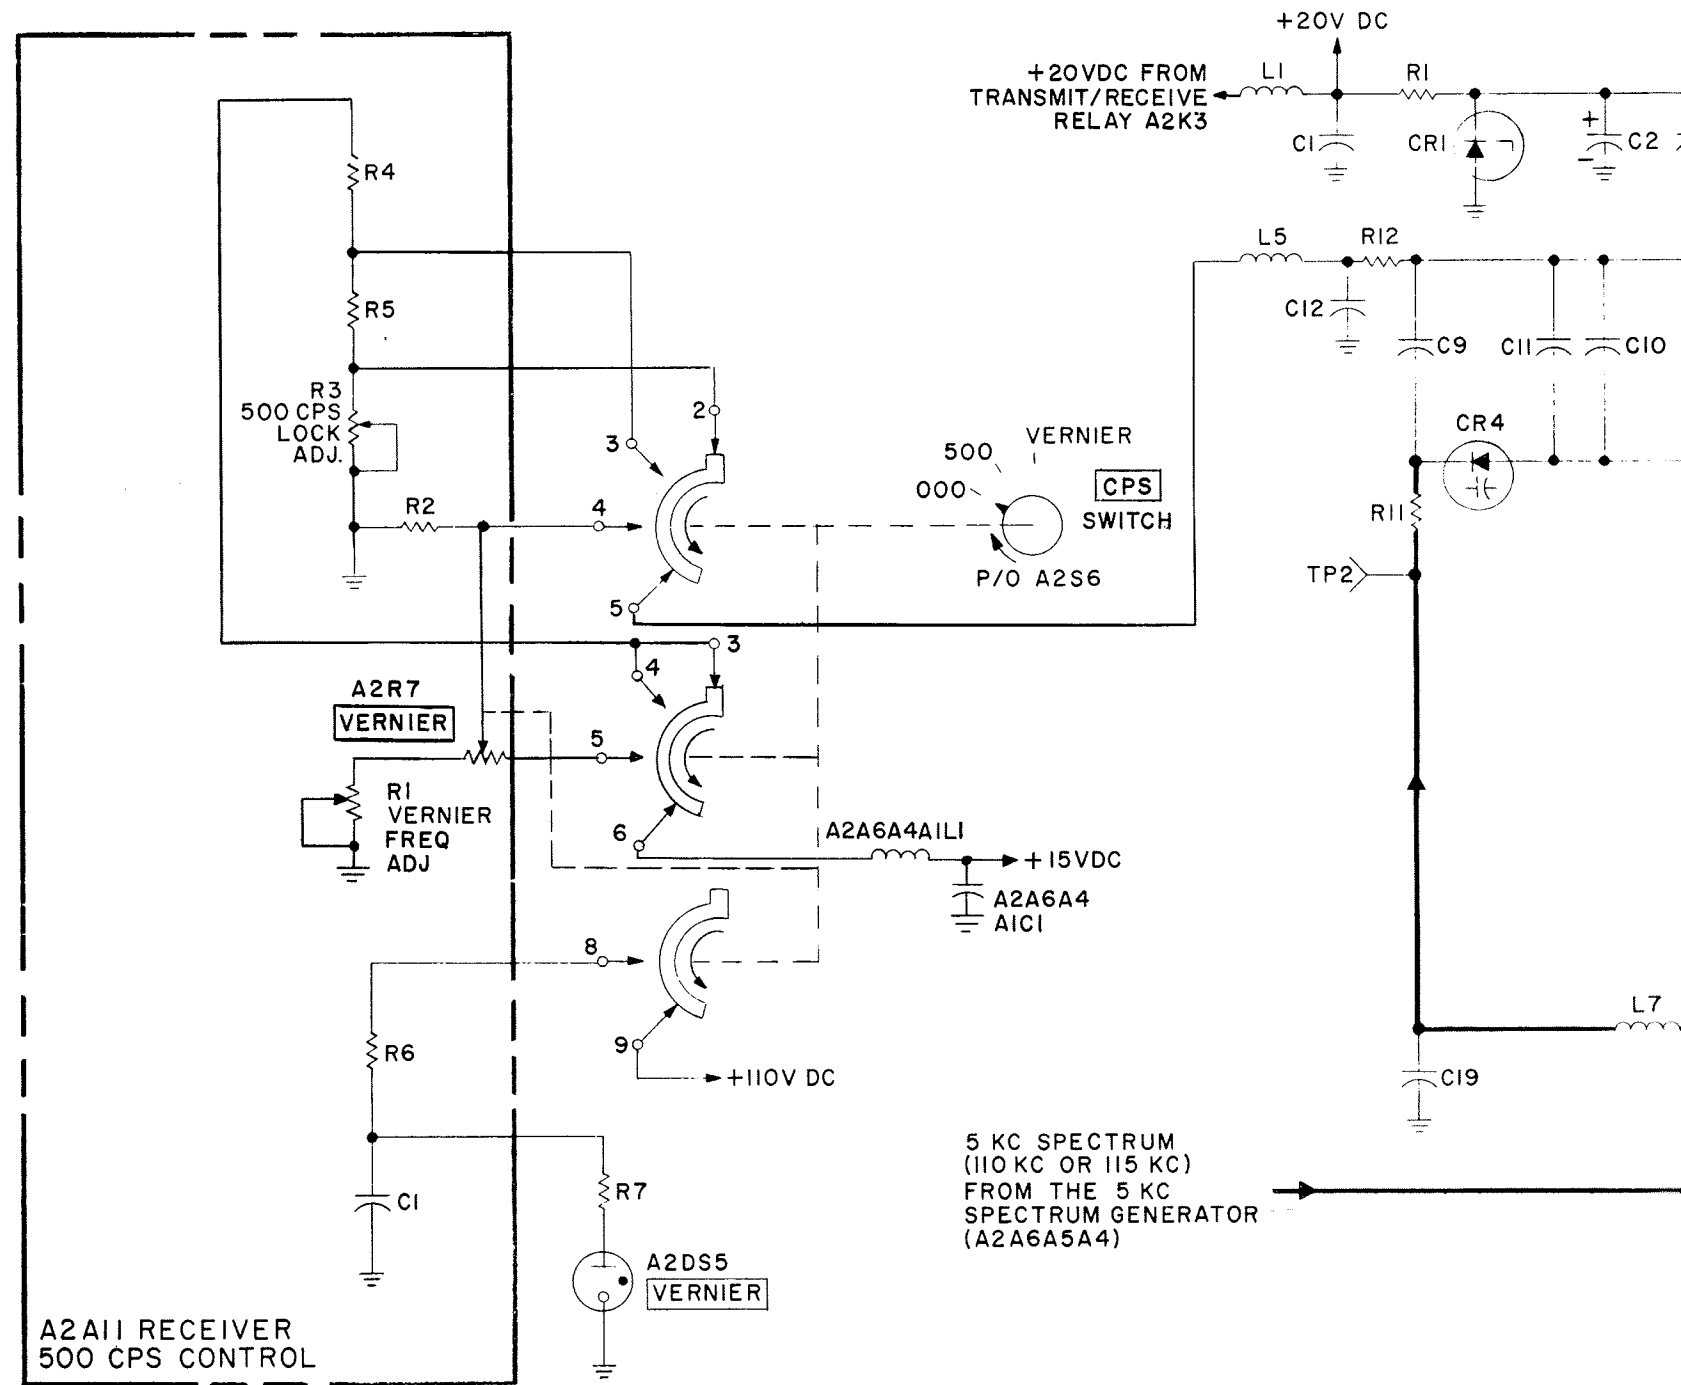 +20V DC
+20VDC FROM
TRANSMIT/RECEIVE
RELAY A2K3
L1
R1
C1
CR1
+
-
C2
R4
L5
R12
R5
C12
C9
C11
C10
R3
500 CPS
LOCK
ADJ.
2
3
CR4
VERNIER
500
000
CPS
SWITCH
R2
4
R11
P/O A2S6
TP2
5
3
4
A2R7
VERNIER
5
R1
VERNIER
FREQ
ADJ
6
A2A6A4A1L1
+15VDC
A2A6A4
A1C1
8
L7
R6
9
+110V DC
C19
5 KC SPECTRUM
(110 KC OR 115 KC)
FROM THE 5 KC
SPECTRUM GENERATOR
(A2A6A5A4)
C1
R7
A2DS5
VERNIER
A2A11 RECEIVER
500 CPS CONTROL